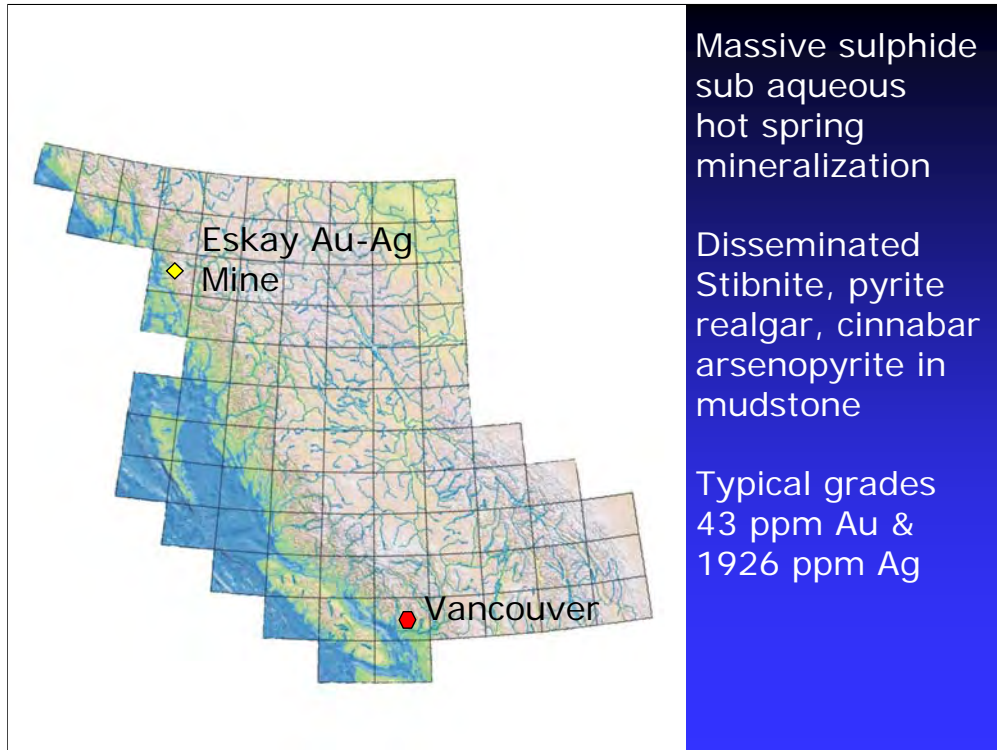 Eskay Au-Ag
Mine
Vancouver
Massive sulphide
sub aqueous
hot spring
mineralization
Disseminated
Stibnite, pyrite
realgar, cinnabar
arsenopyrite in
mudstone
Typical grades
43 ppm Au &
1926 ppm Ag